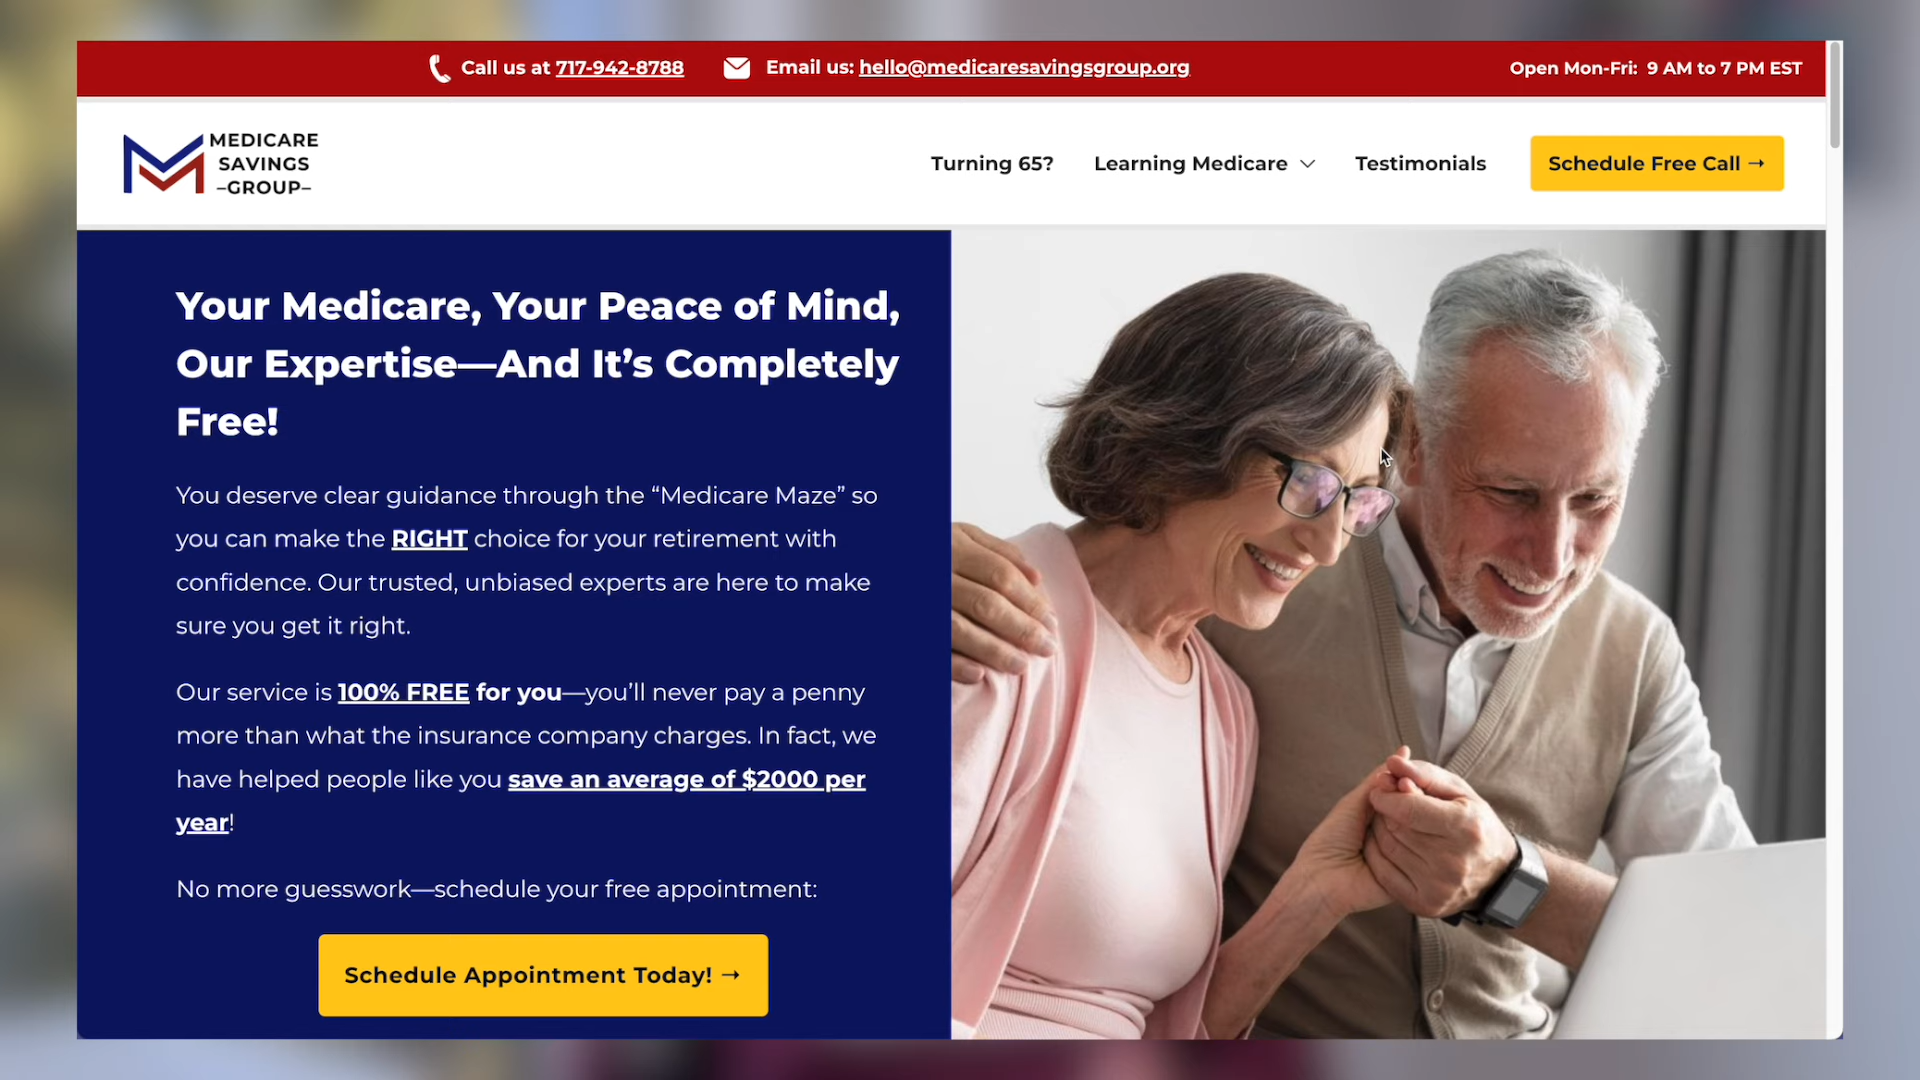 Call us at 717-942-8788
Email us: hello@medicaresavingsgroup.org
Open Mon-Fri: 9 AM to 7 PM EST
MEDICARE
SAVINGS
–GROUP–
Turning 65?
Learning Medicare
Testimonials
Schedule Free Call →
Your Medicare, Your Peace of Mind,
Our Expertise—And It’s Completely
Free!
You deserve clear guidance through the “Medicare Maze” so
you can make the RIGHT choice for your retirement with
confidence. Our trusted, unbiased experts are here to make
sure you get it right.
Our service is 100% FREE for you—you’ll never pay a penny
more than what the insurance company charges. In fact, we
have helped people like you save an average of $2000 per
year!
No more guesswork—schedule your free appointment:
Schedule Appointment Today! →